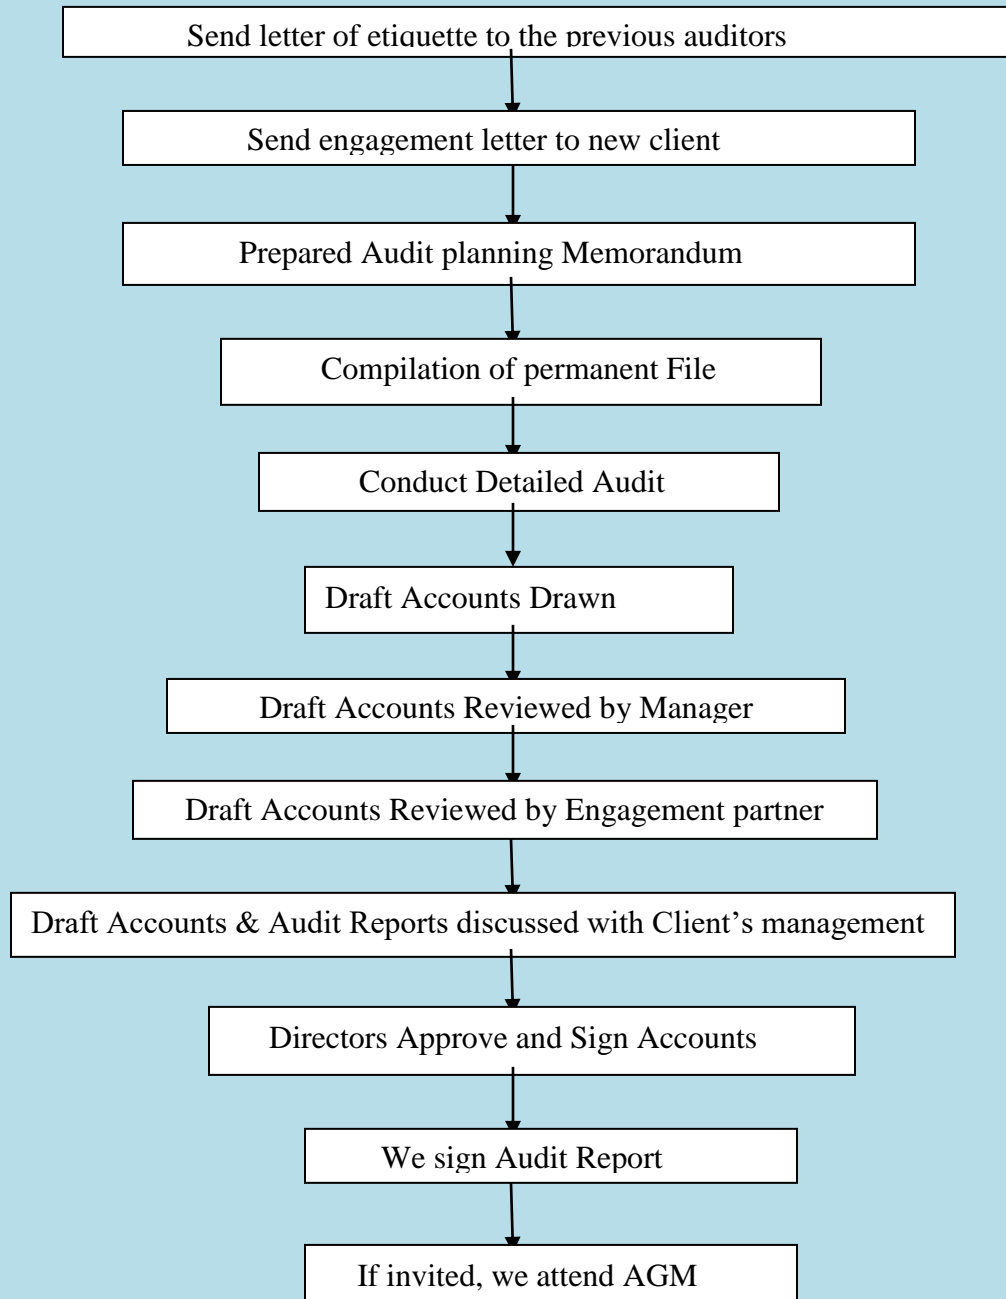 Send letter of etiquette to the previous auditors
Send engagement letter to new client
Prepared Audit planning Memorandum
Compilation of permanent File
Conduct Detailed Audit
Draft Accounts Drawn
Draft Accounts Reviewed by Manager
Draft Accounts Reviewed by Engagement partner
Draft Accounts & Audit Reports discussed with Client’s management
Directors Approve and Sign Accounts
We sign Audit Report
If invited, we attend AGM